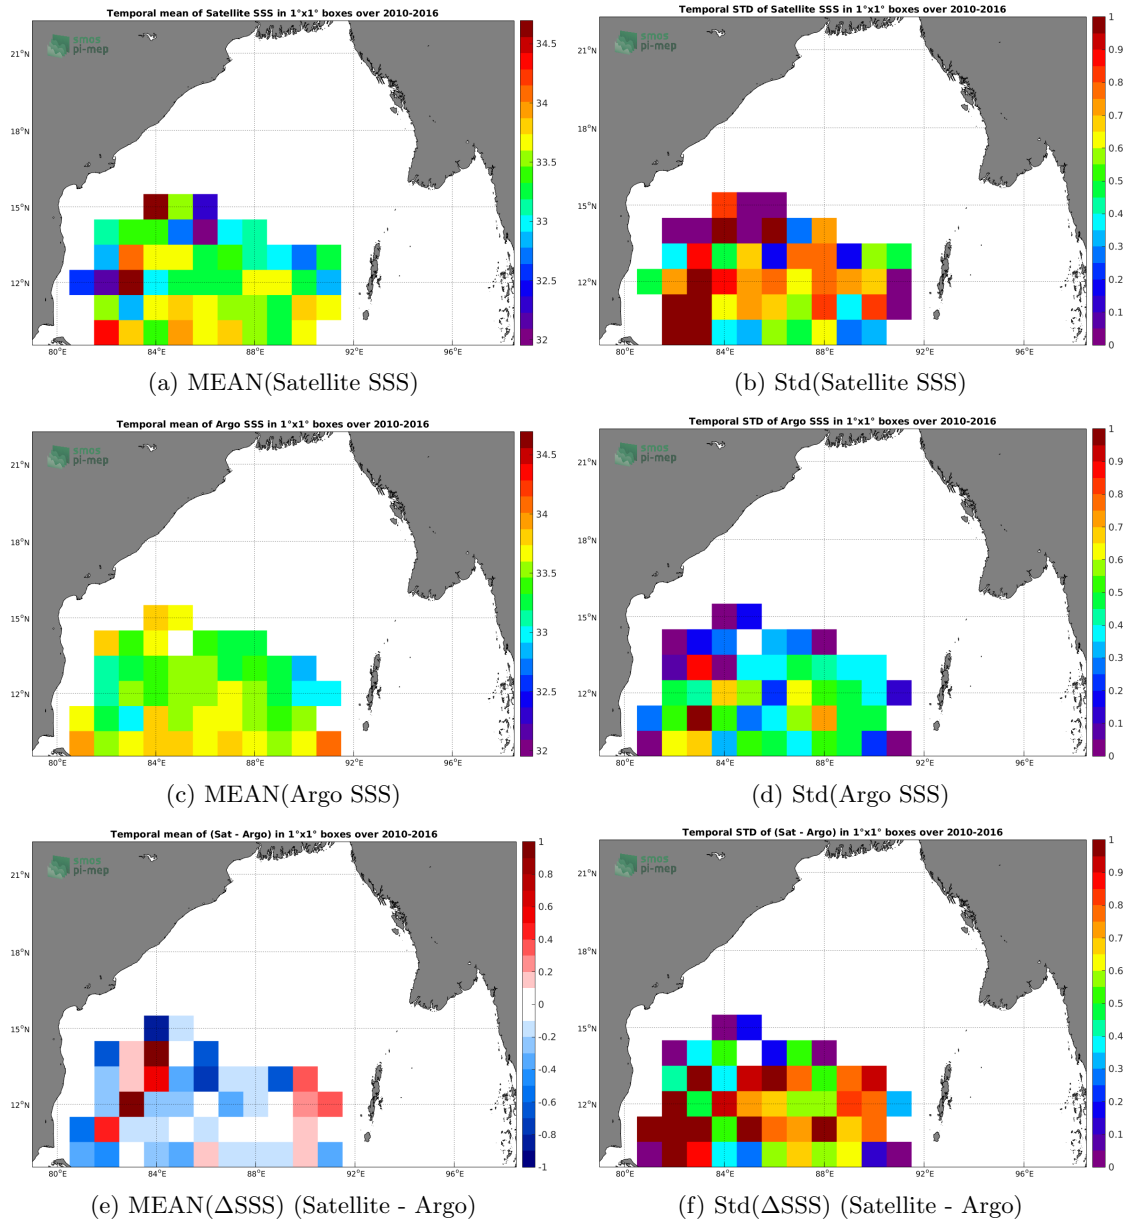 Temporal mean of Satellite SSS in 1°x1° boxes over 2010-2016
smos
pi-mep
21°N
18°N
15°N
12°N
80°E 84°E 88°E 92°E 96°E
34.5
34
33.5
33
32.5
32
(a) MEAN(Satellite SSS)
Temporal STD of Satellite SSS in 1°x1° boxes over 2010-2016
smos
pi-mep
21°N
18°N
15°N
12°N
80°E 84°E 88°E 92°E 96°E
1
0.9
0.8
0.7
0.6
0.5
0.4
0.3
0.2
0.1
0
(b) Std(Satellite SSS)
Temporal mean of Argo SSS in 1°x1° boxes over 2010-2016
smos
pi-mep
21°N
18°N
15°N
12°N
80°E 84°E 88°E 92°E 96°E
34.5
34
33.5
33
32.5
32
(c) MEAN(Argo SSS)
Temporal STD of Argo SSS in 1°x1° boxes over 2010-2016
smos
pi-mep
21°N
18°N
15°N
12°N
80°E 84°E 88°E 92°E 96°E
1
0.9
0.8
0.7
0.6
0.5
0.4
0.3
0.2
0.1
0
(d) Std(Argo SSS)
Temporal mean of (Sat - Argo) in 1°x1° boxes over 2010-2016
smos
pi-mep
21°N
18°N
15°N
12°N
80°E 84°E 88°E 92°E 96°E
1
0.8
0.6
0.4
0.2
0
-0.2
-0.4
-0.6
-0.8
-1
(e) MEAN(ΔSSS) (Satellite - Argo)
Temporal STD of (Sat - Argo) in 1°x1° boxes over 2010-2016
smos
pi-mep
21°N
18°N
15°N
12°N
80°E 84°E 88°E 92°E 96°E
1
0.9
0.8
0.7
0.6
0.5
0.4
0.3
0.2
0.1
0
(f) Std(ΔSSS) (Satellite - Argo)